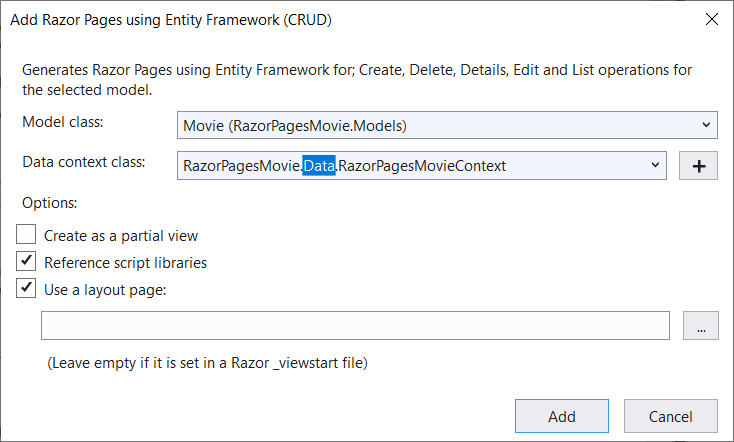 Add Razor Pages using Entity Framework (CRUD)
Generates Razor Pages using Entity Framework for; Create, Delete, Details, Edit and List operations for
the selected model.
Model class:
Movie (RazorPagesMovie.Models)
Data context class:
RazorPagesMovie.Data.RazorPagesMovieContext
+
Options:
Create as a partial view
Reference script libraries
Use a layout page:
...
(Leave empty if it is set in a Razor _viewstart file)
Add
Cancel